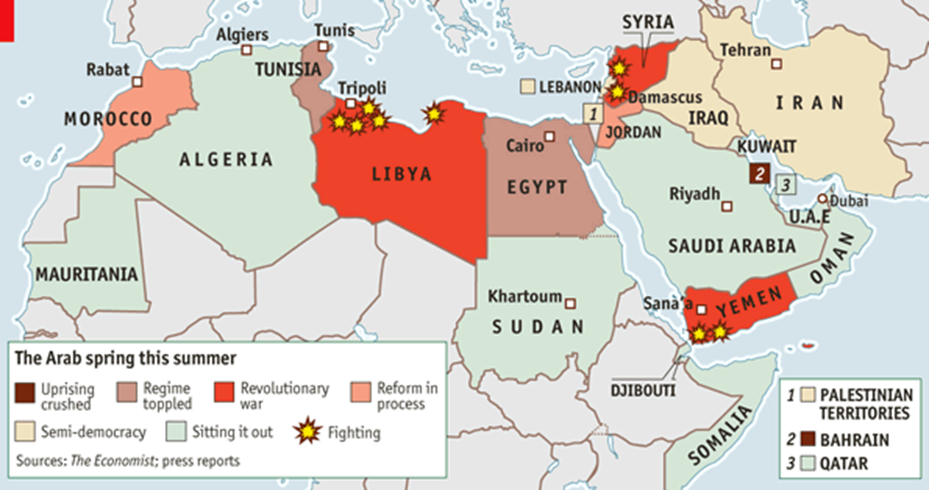 SYRIA
Algiers
Tunis
Tehran
Rabat
TUNISIA
Tripoli
LEBANON
Damascus
IRAN
MOROCCO
1
IRAQ
JORDAN
Cairo
KUWAIT
ALGERIA
LIBYA
EGYPT
2
3
Riyadh
Dubai
U.A.E
SAUDI ARABIA
OMAN
MAURITANIA
Khartoum
SUDAN
Sanà'a
YEMEN
DJIBOUTI
SOMALIA
The Arab spring this summer
Uprising crushed
Regime toppled
Revolutionary war
Reform in process
Semi-democracy
Sitting it out
Fighting
Sources: The Economist; press reports
1 PALESTINIAN
TERRITORIES
2 BAHRAIN
3 QATAR